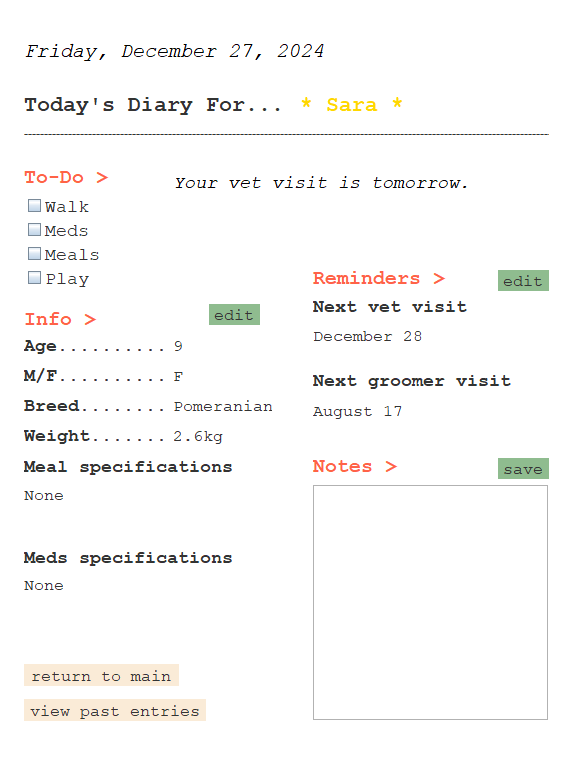 Friday, December 27, 2024
Today's Diary For... * Sara *
To-Do >
Your vet visit is tomorrow.
Walk
Meds
Meals
Play
Info >
edit
Age.......... 9
M/F.......... F
Breed........ Pomeranian
Weight....... 2.6kg
Meal specifications
None
Meds specifications
None
Reminders >
edit
Next vet visit
December 28
Next groomer visit
August 17
Notes >
save
return to main
view past entries